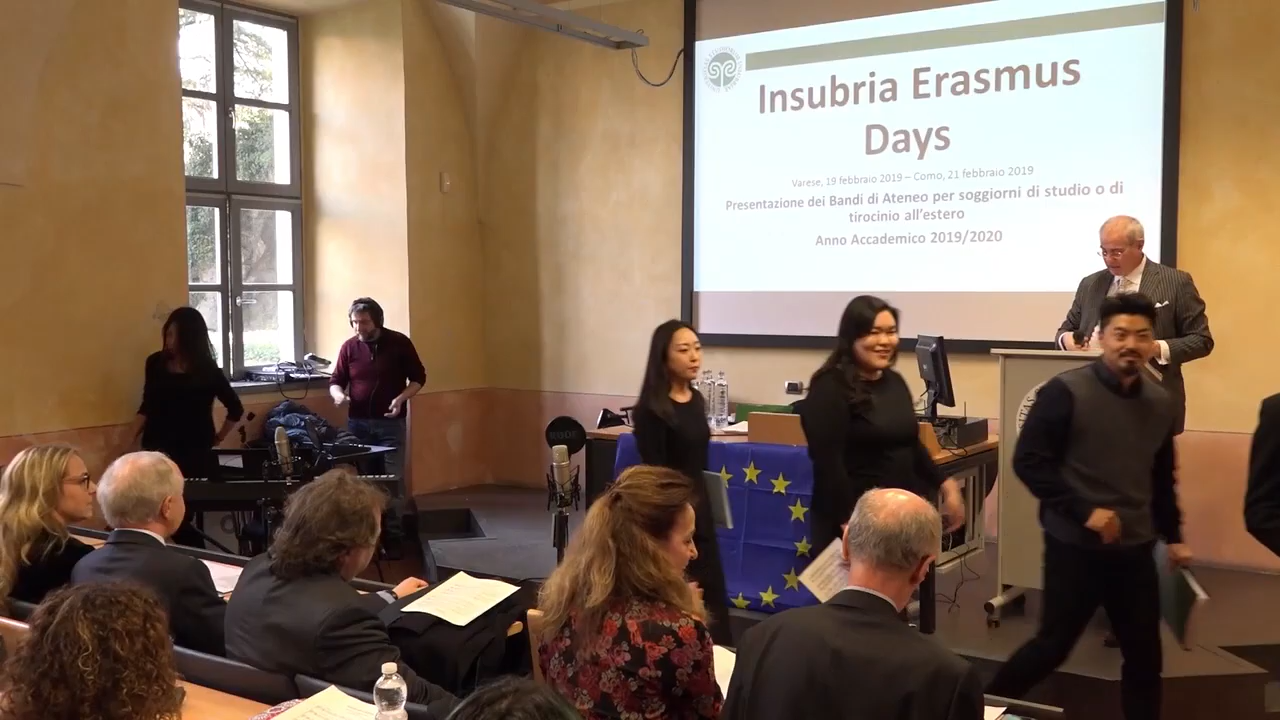 Insubria Erasmus
Days
Varese, 19 febbraio 2019 – Como, 21 febbraio 2019
Presentazione dei Bandi di Ateneo per soggiorni di studio o di
tirocinio all'estero
Anno Accademico 2019/2020
RODE